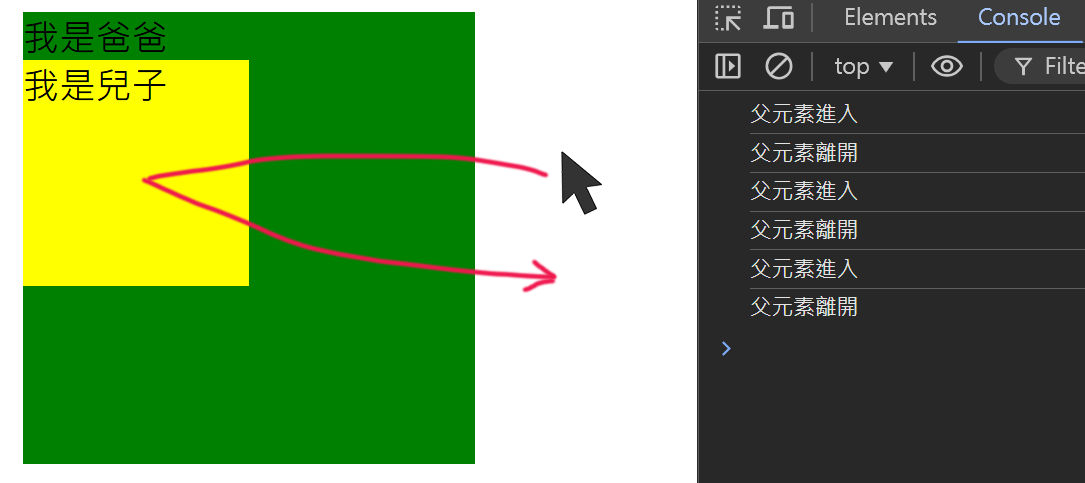 我是爸爸
我是兒子
Elements
Console
top
Filte
父元素進入
父元素離開
父元素進入
父元素離開
父元素進入
父元素離開